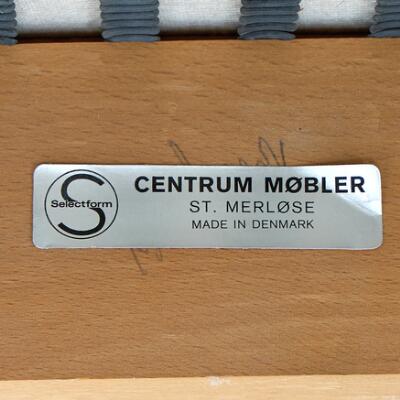 Selectform
CENTRUM MØBLER
ST. MERLØSE
MADE IN DENMARK